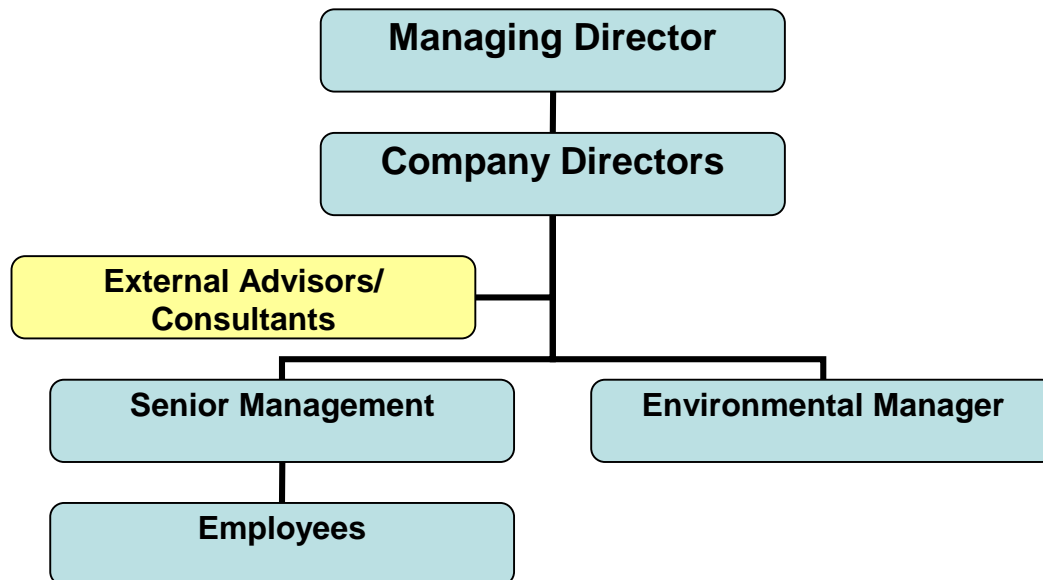 Managing Director
Company Directors
External Advisors/
Consultants
Senior Management
Environmental Manager
Employees